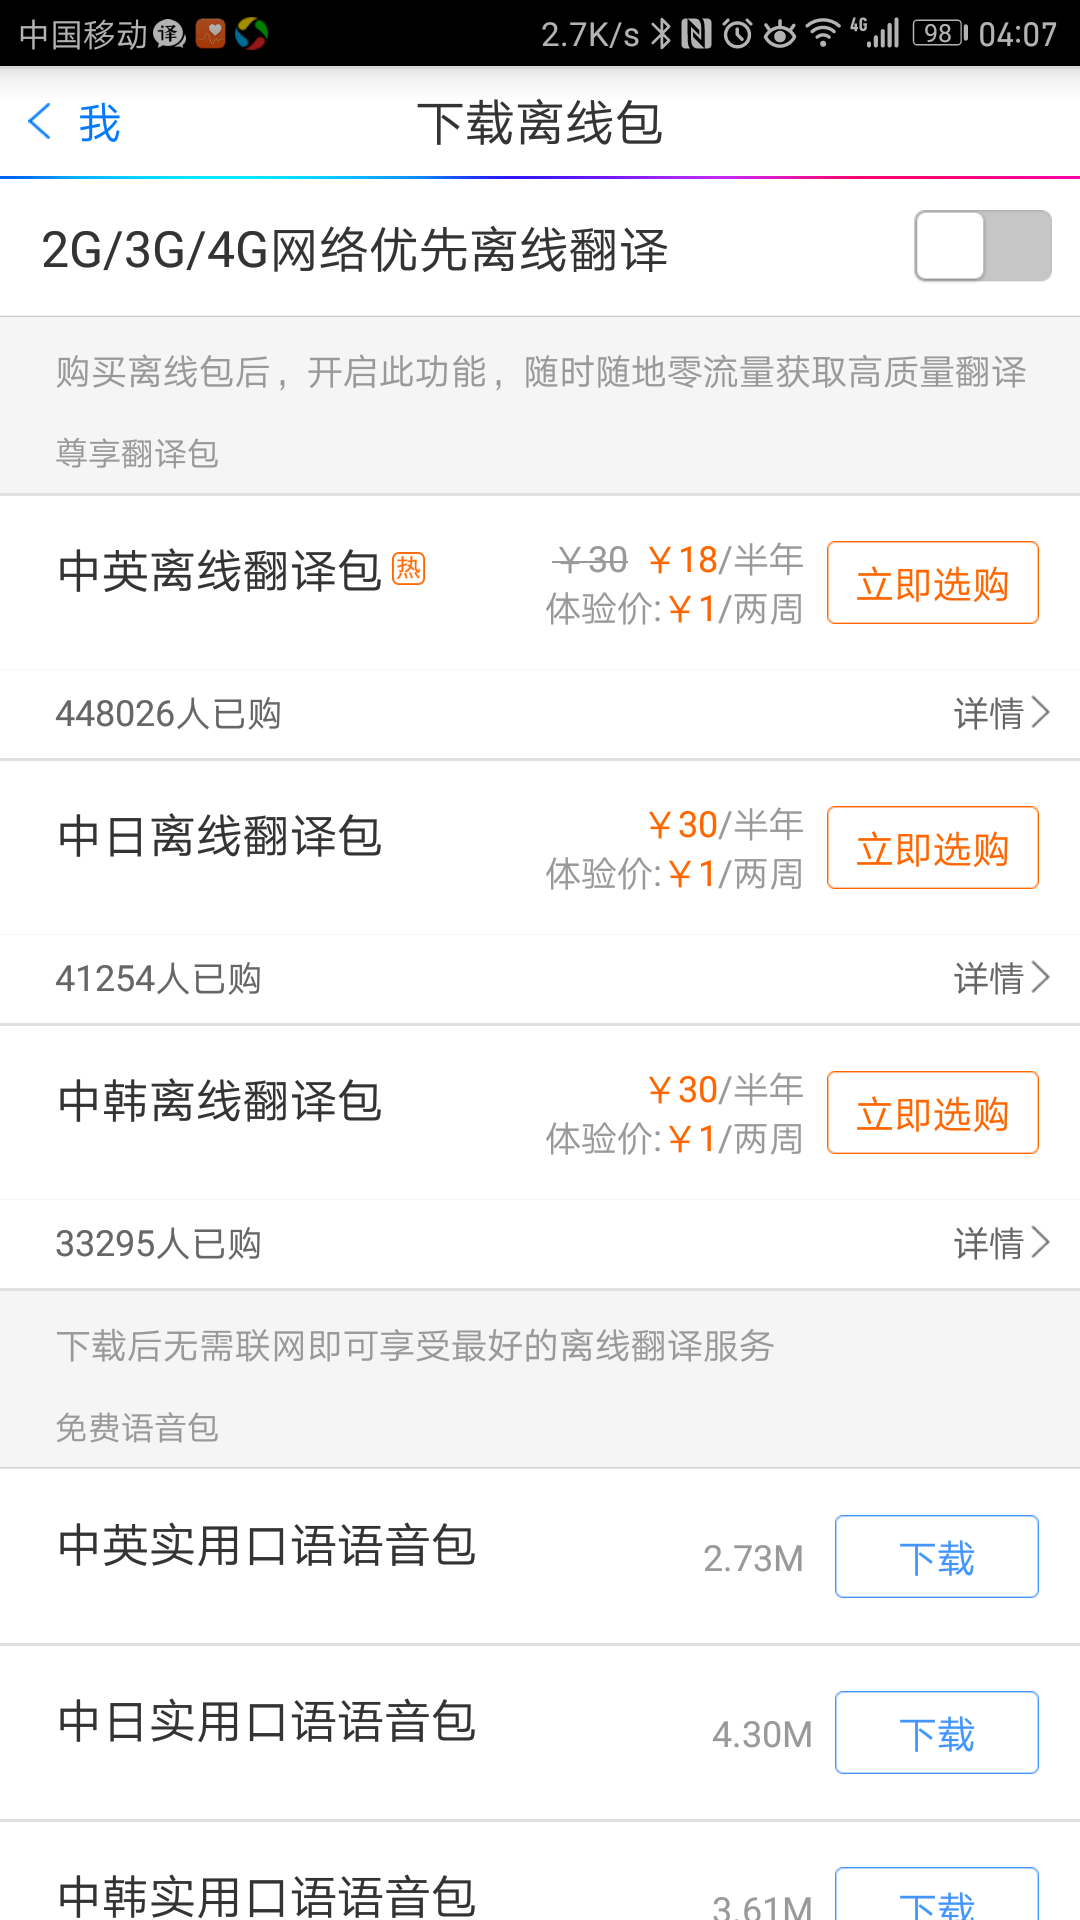 中国移动 译 2.7K/s 4G 98 04:07
我 下载离线包
2G/3G/4G网络优先离线翻译
购买离线包后，开启此功能，随时随地零流量获取高质量翻译
尊享翻译包
中英离线翻译包 热 ￥30 ￥18/半年 立即选购
体验价:￥1/两周
448026人已购 详情
中日离线翻译包 ￥30/半年 立即选购
体验价:￥1/两周
41254人已购 详情
中韩离线翻译包 ￥30/半年 立即选购
体验价:￥1/两周
33295人已购 详情
下载后无需联网即可享受最好的离线翻译服务
免费语音包
中英实用口语语音包 2.73M 下载
中日实用口语语音包 4.30M 下载
中韩实用口语语音包 3.61M 下载